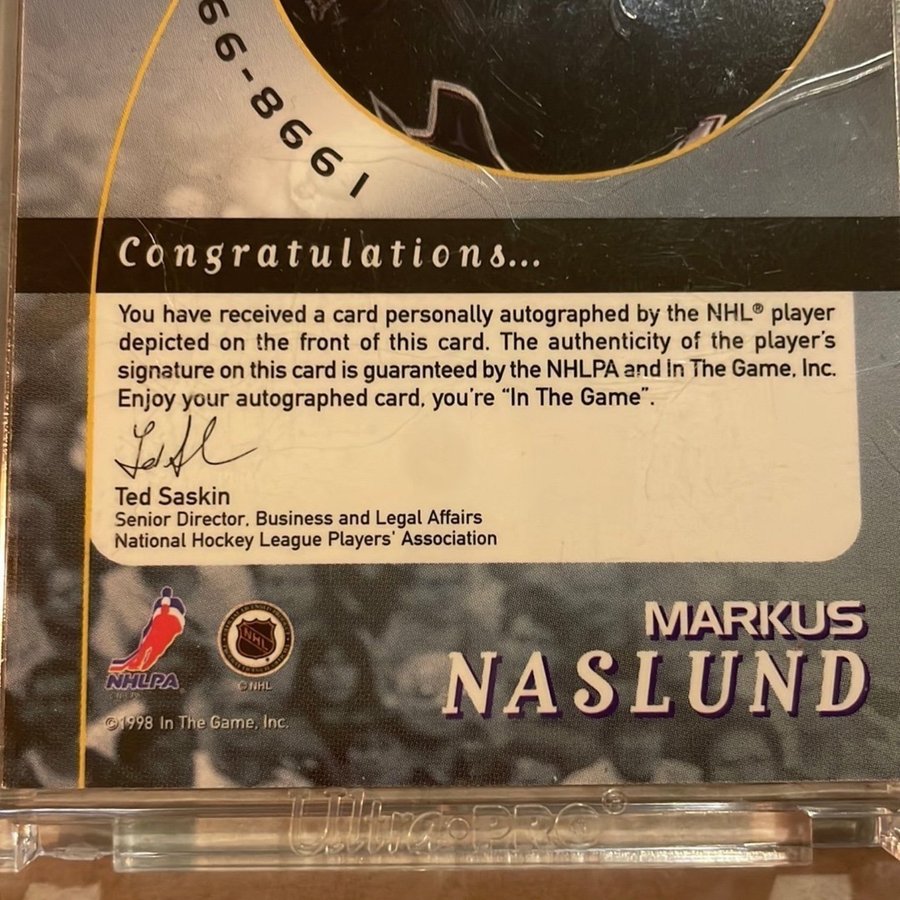 1998-99
Congratulations...
You have received a card personally autographed by the NHL® player
depicted on the front of this card. The authenticity of the player's
signature on this card is guaranteed by the NHLPA and In The Game, Inc.
Enjoy your autographed card, you're "In The Game".
Ted Saskin
Senior Director, Business and Legal Affairs
National Hockey League Players' Association
MARKUS
NASLUND
NHLPA
NHL
© NHL
©1998 In The Game, Inc.
Ultra·PRO®